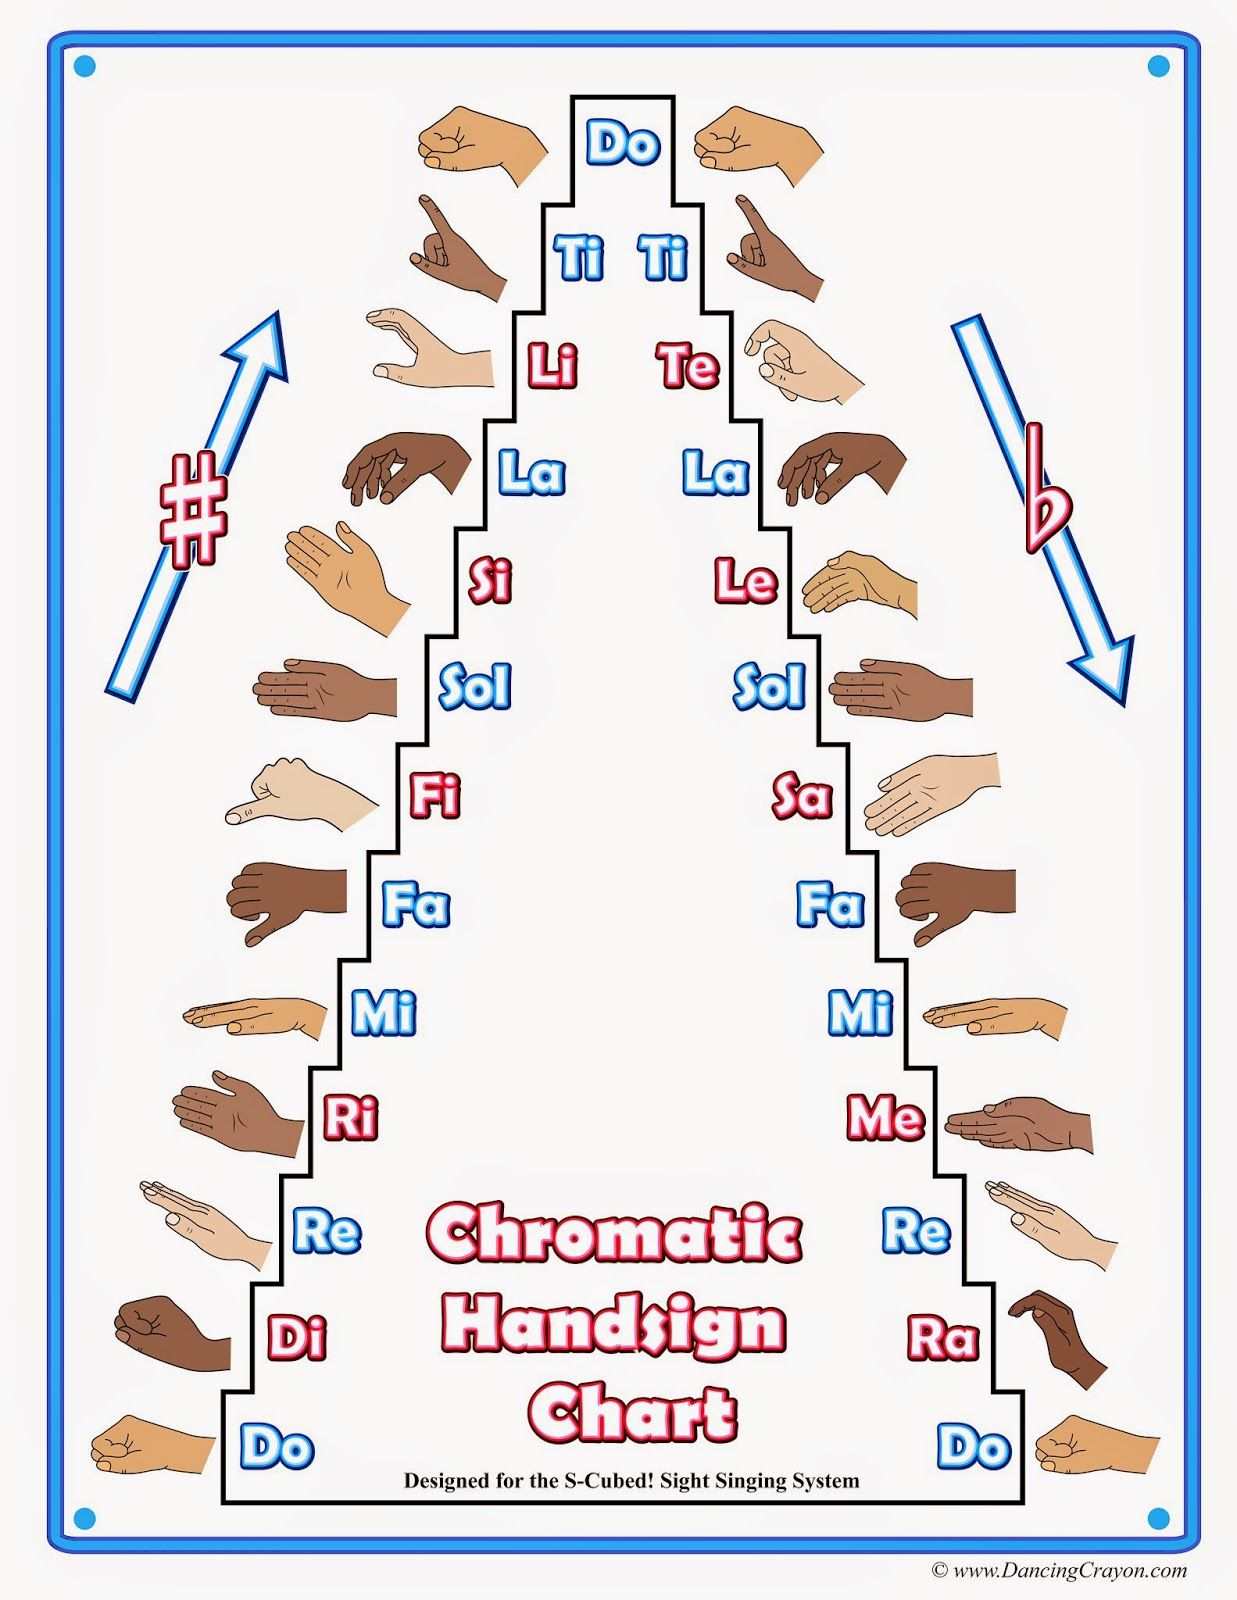 Do
Ti Ti
Li Te
La La
♯ ♭
Si Le
Sol Sol
Fi Sa
Fa Fa
Mi Mi
Ri Me
Re Re
Chromatic
Handsign
Chart
Di Ra
Do Do
Designed for the S-Cubed! Sight Singing System
© www.DancingCrayon.com